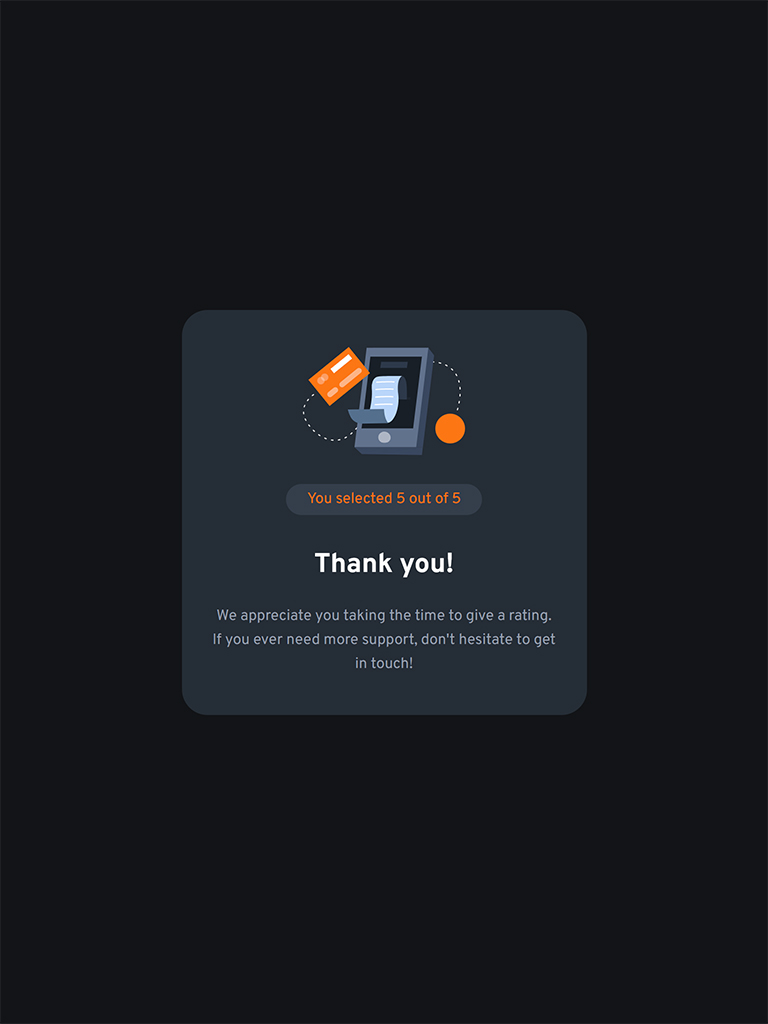 You selected 5 out of 5
Thank you!
We appreciate you taking the time to give a rating.
If you ever need more support, don't hesitate to get
in touch!